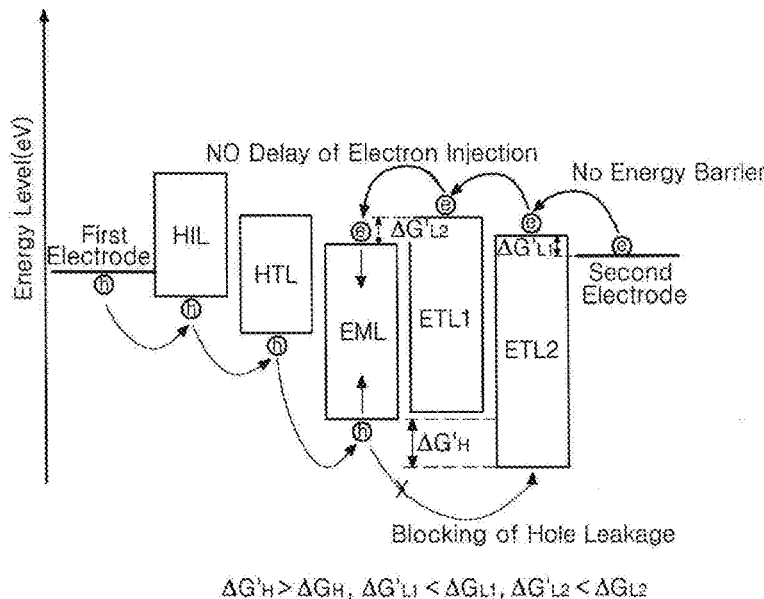 Energy Level(eV)
NO Delay of Electron Injection
No Energy Barrier
First
Electrode
HIL
HTL
EML
ETL1
ETL2
ΔG'L2
ΔG'L1
Second
Electrode
h
h
h
h
e
e
e
e
ΔG'H
X
Blocking of Hole Leakage
ΔG'H > ΔGH, ΔG'L1 < ΔGL1, ΔG'L2 < ΔGL2